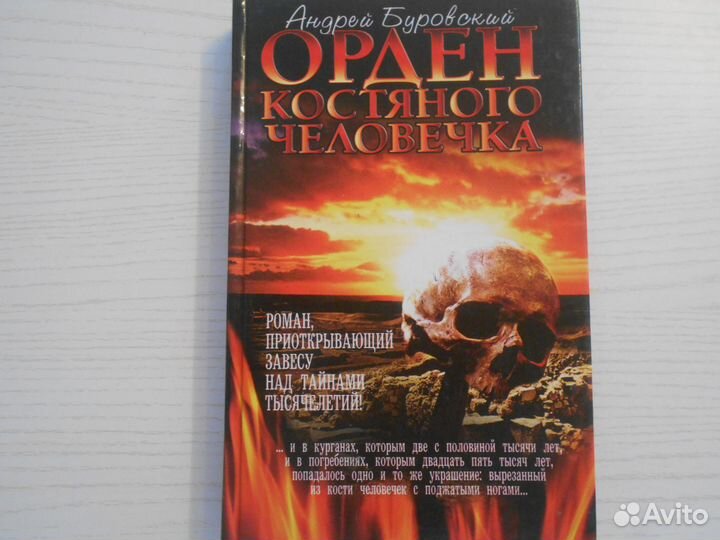 Андрей Буровский
ОРДЕН
КОСТЯНОГО
ЧЕЛОВЕЧКА
РОМАН,
ПРИОТКРЫВАЮЩИЙ
ЗАВЕСУ
НАД ТАЙНАМИ
ТЫСЯЧЕЛЕТИЙ!
... и в курганах, которым две с половиной тысячи лет,
и в погребениях, которым двадцать пять тысяч лет,
попадалось одно и то же украшение: вырезанный
из кости человечек с поджатыми ногами...
Avito